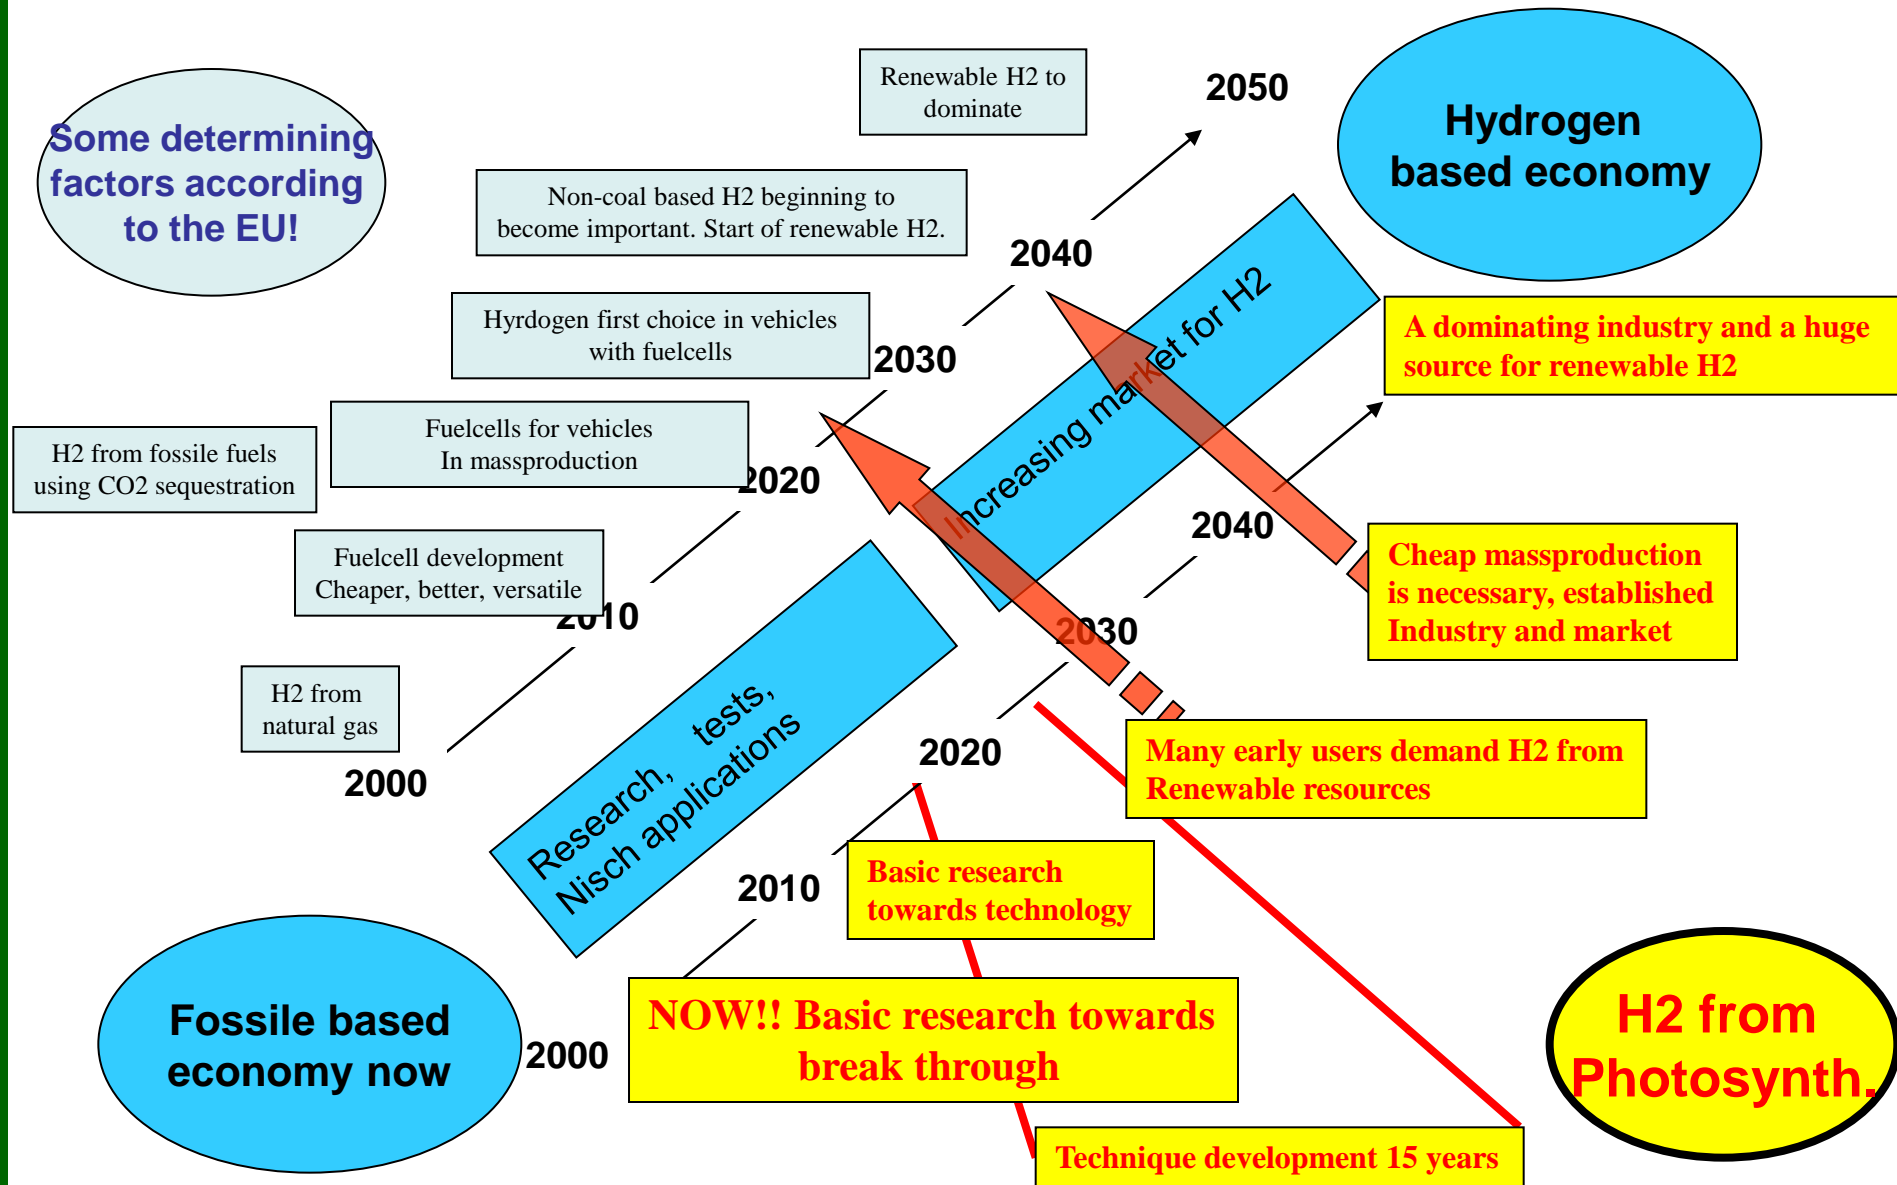 Some determining
factors according
to the EU!
Renewable H2 to
dominate
2050
Hydrogen
based economy
Non-coal based H2 beginning to
become important. Start of renewable H2.
2040
Hyrdogen first choice in vehicles
with fuelcells
2030
Increasing market for H2
A dominating industry and a huge
source for renewable H2
H2 from fossile fuels
using CO2 sequestration
Fuelcells for vehicles
In massproduction
2020
2040
Fuelcell development
Cheaper, better, versatile
2010
Cheap massproduction
is necessary, established
Industry and market
2030
H2 from
natural gas
2000
Research, tests,
Nisch applications
2020
Many early users demand H2 from
Renewable resources
2010
Basic research
towards technology
Fossile based
economy now
2000
NOW!! Basic research towards
break through
H2 from
Photosynth.
Technique development 15 years